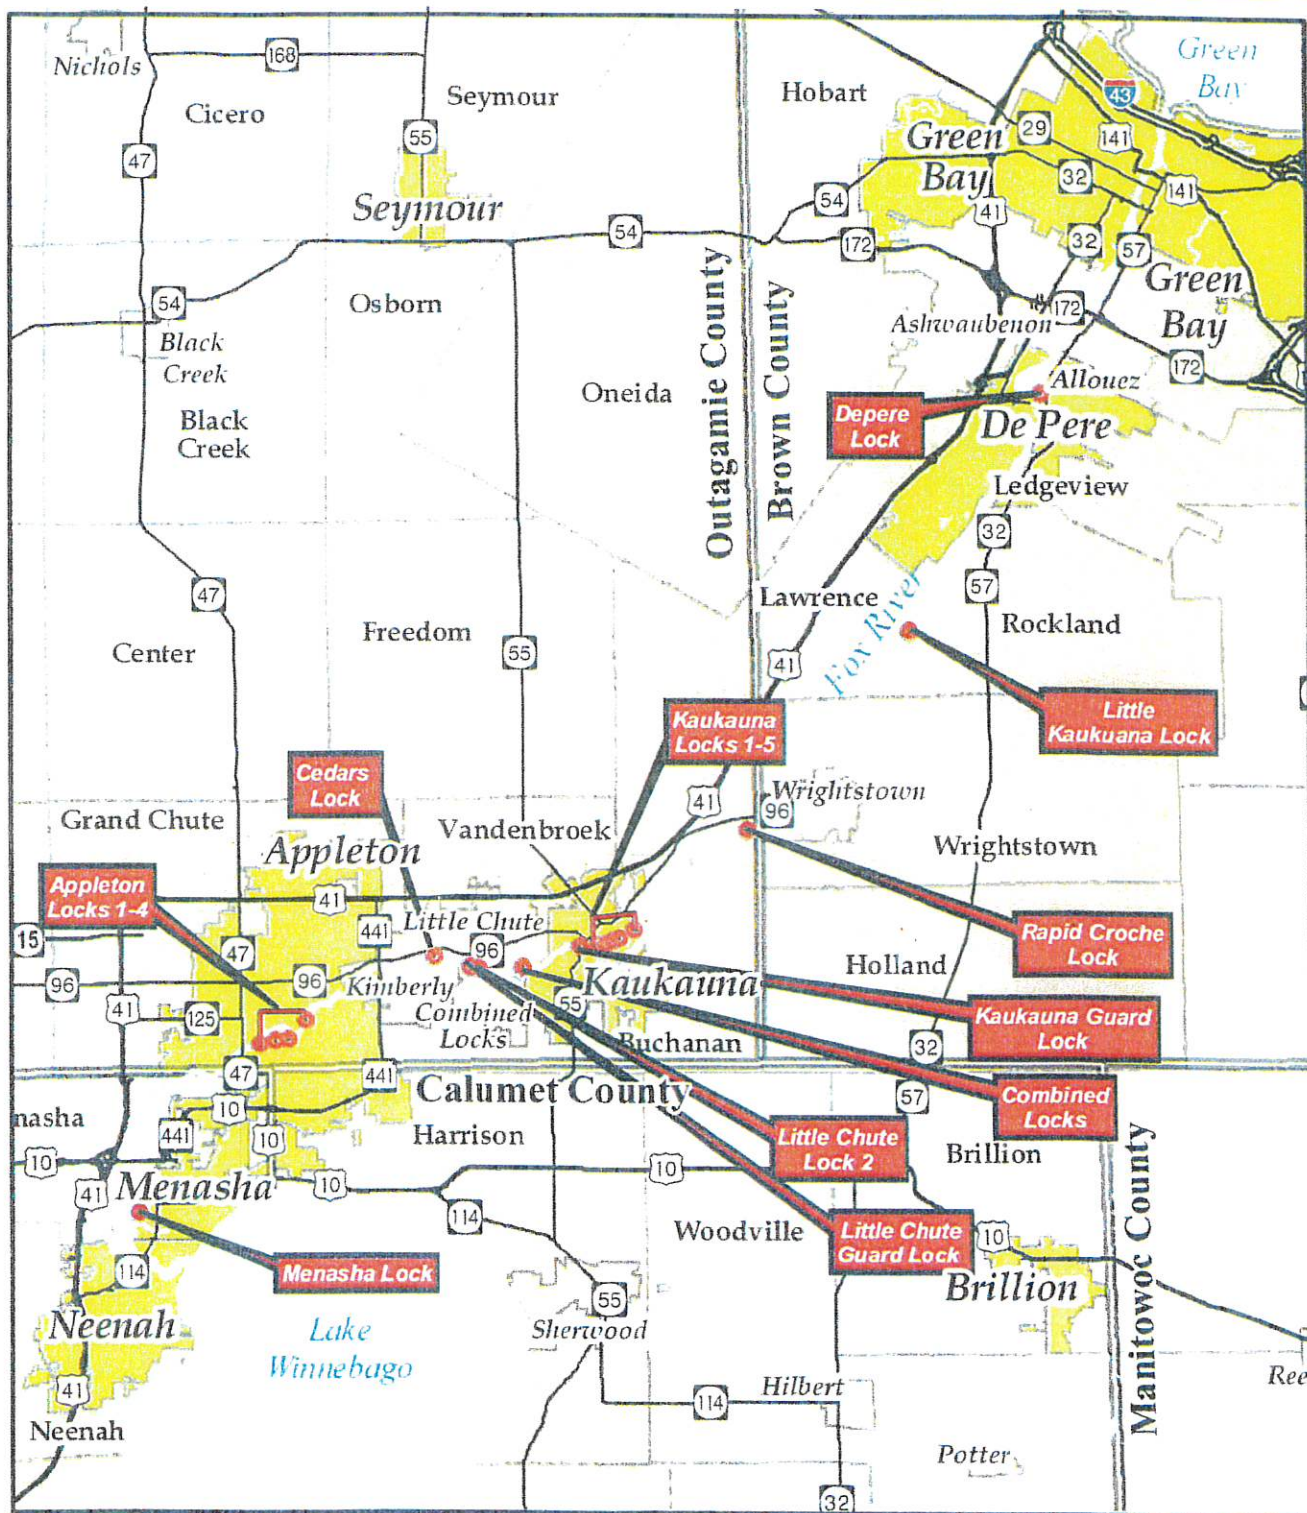 Green
Bay
Nichols
168
Cicero
Seymour
Hobart
43
55
47
Green
Bay
29
141
32
141
54
Seymour
41
54
172
32
57
Green
Bay
54
Osborn
Outagamie County
Brown County
Ashwaubenon
172
Black
Creek
172
Oneida
Allouez
Depere
Lock
De Pere
Black
Creek
Ledgeview
32
47
57
Lawrence
Freedom
Rockland
Center
55
41
Fox River
Kaukauna
Locks 1-5
Little
Kaukuana Lock
Cedars
Lock
Wrightstown
41
96
Grand Chute
Vandenbroek
Wrightstown
Appleton
Appleton
Locks 1-4
41
41
Little Chute
441
15
47
96
Rapid Croche
Lock
Holland
96
96
Kimberly
Kaukauna
Combined
Locks
55
41
125
Kaukauna Guard
Lock
Buchanan
32
47
441
Calumet County
Combined
Locks
57
nasha
10
441
10
Harrison
Little Chute
Lock 2
Brillion
10
10
41
Menasha
10
114
Woodville
Little Chute
Guard Lock
10
Manitowoc County
114
Menasha Lock
Brillion
55
Neenah
Lake
Winnebago
Sherwood
41
Hilbert
Ree
114
Neenah
Potter
32